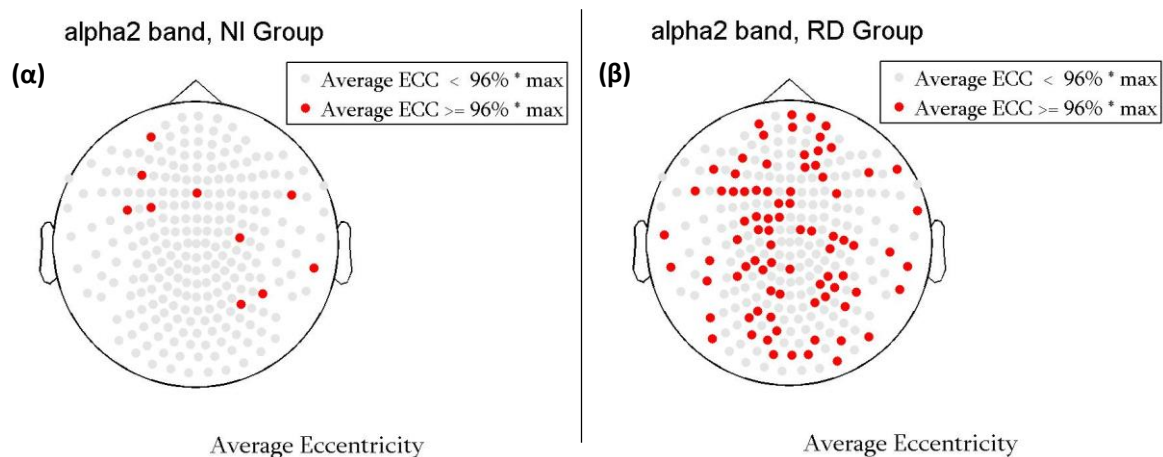 alpha2 band, NI Group
(α)
Average ECC < 96% * max
Average ECC >= 96% * max
Average Eccentricity
alpha2 band, RD Group
(β)
Average ECC < 96% * max
Average ECC >= 96% * max
Average Eccentricity